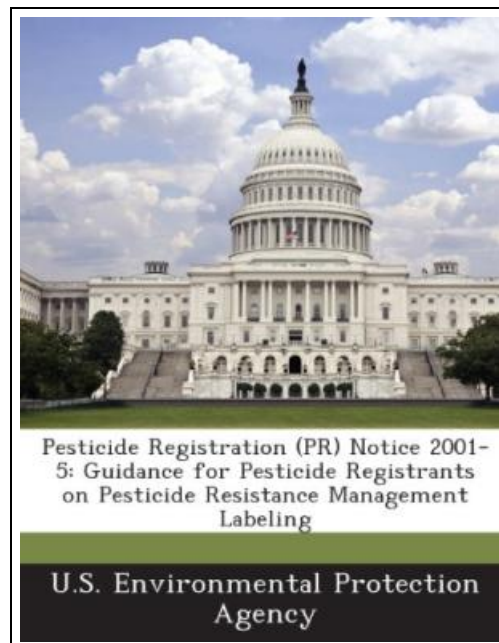 Pesticide Registration (PR) Notice 2001-
5: Guidance for Pesticide Registrants
on Pesticide Resistance Management
Labeling
U.S. Environmental Protection
Agency